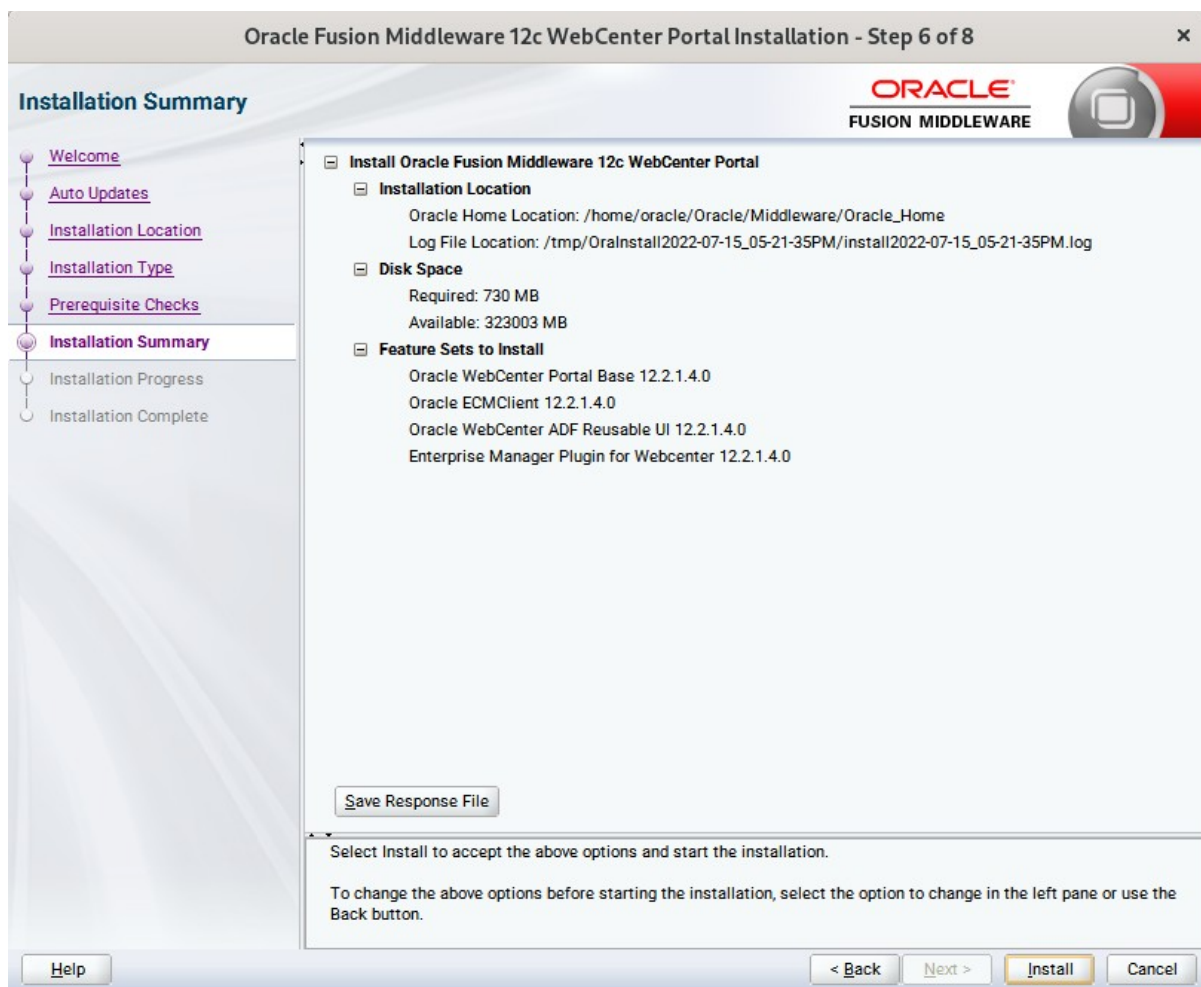 Oracle Fusion Middleware 12c WebCenter Portal Installation - Step 6 of 8
Installation Summary
ORACLE
FUSION MIDDLEWARE
Welcome
Auto Updates
Installation Location
Installation Type
Prerequisite Checks
Installation Summary
Installation Progress
Installation Complete
Install Oracle Fusion Middleware 12c WebCenter Portal
Installation Location
Oracle Home Location: /home/oracle/Oracle/Middleware/Oracle_Home
Log File Location: /tmp/OraInstall2022-07-15_05-21-35PM/install2022-07-15_05-21-35PM.log
Disk Space
Required: 730 MB
Available: 323003 MB
Feature Sets to Install
Oracle WebCenter Portal Base 12.2.1.4.0
Oracle ECMClient 12.2.1.4.0
Oracle WebCenter ADF Reusable UI 12.2.1.4.0
Enterprise Manager Plugin for Webcenter 12.2.1.4.0
Save Response File
Select Install to accept the above options and start the installation.
To change the above options before starting the installation, select the option to change in the left pane or use the
Back button.
Help
< Back
Next >
Install
Cancel